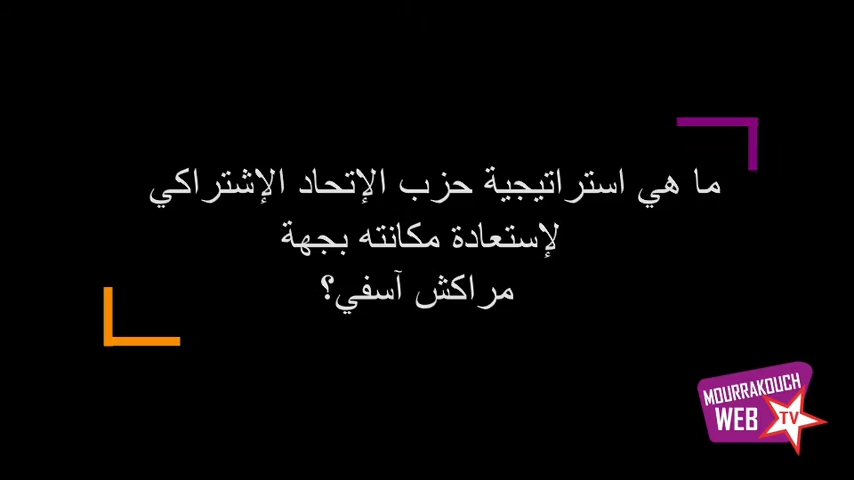 ما هي استراتيجية حزب الإتحاد الإشتراكي
لإستعادة مكانته بجهة
مراكش آسفي؟
MOURRAKOUCH
WEB TV